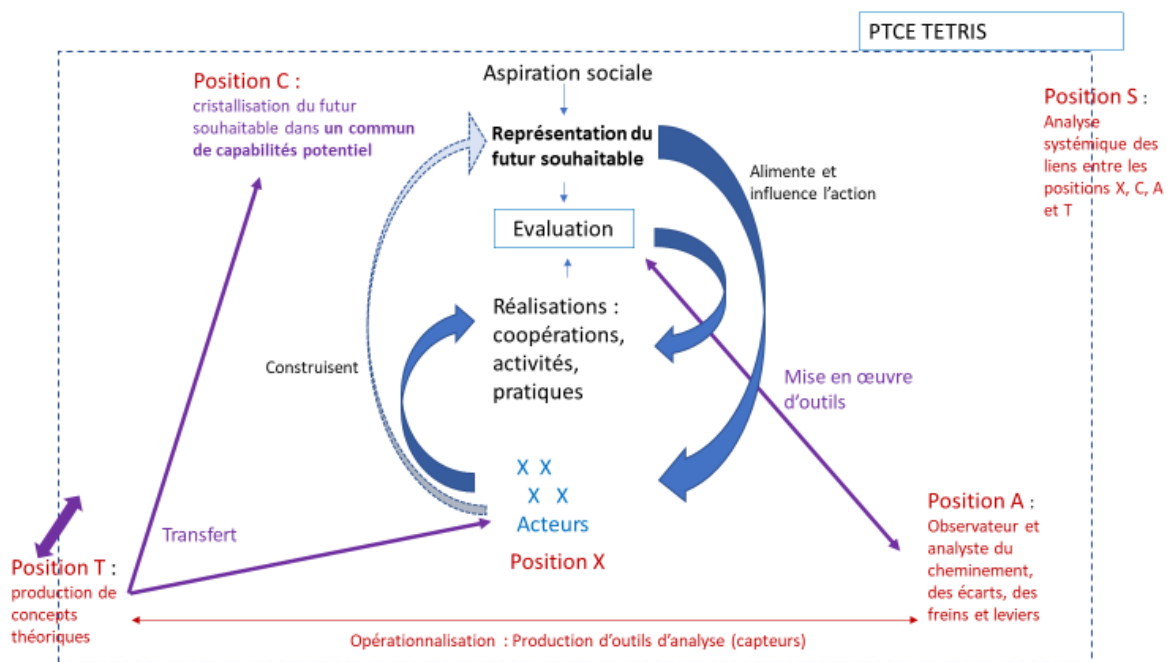 PTCE TETRIS
Position C :
cristallisation du futur
souhaitable dans un commun
de capabilités potentiel
Aspiration sociale
Représentation du
futur souhaitable
Evaluation
Réalisations :
coopérations,
activités,
pratiques
Alimente et
influence l'action
Position S :
Analyse
systémique des
liens entre les
positions X, C, A
et T
Construisent
Mise en œuvre
d'outils
X X
X X
Acteurs
Position X
Transfert
Position T :
production de
concepts
théoriques
Position A :
Observateur et
analyste du
cheminement,
des écarts, des
freins et leviers
Opérationnalisation : Production d'outils d'analyse (capteurs)